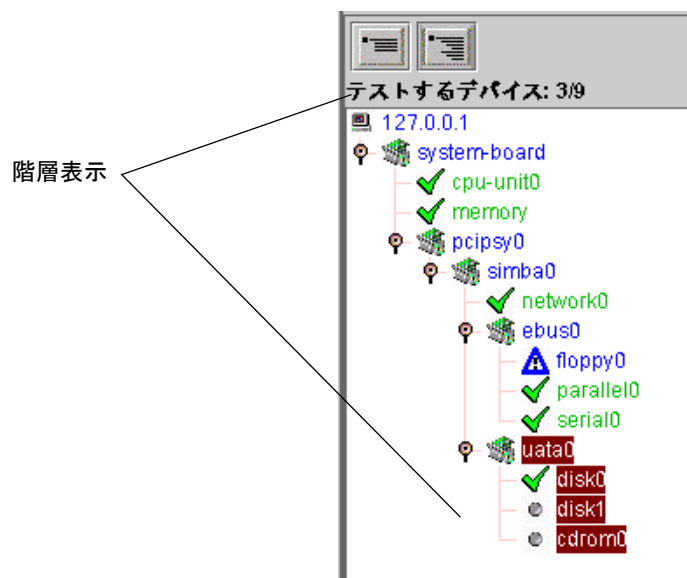 テストするデバイス: 3/9
127.0.0.1
階層表示
system-board
cpu-unit0
memory
pcipsy0
simba0
network0
ebus0
floppy0
parallel0
serial0
uata0
disk0
disk1
cdrom0